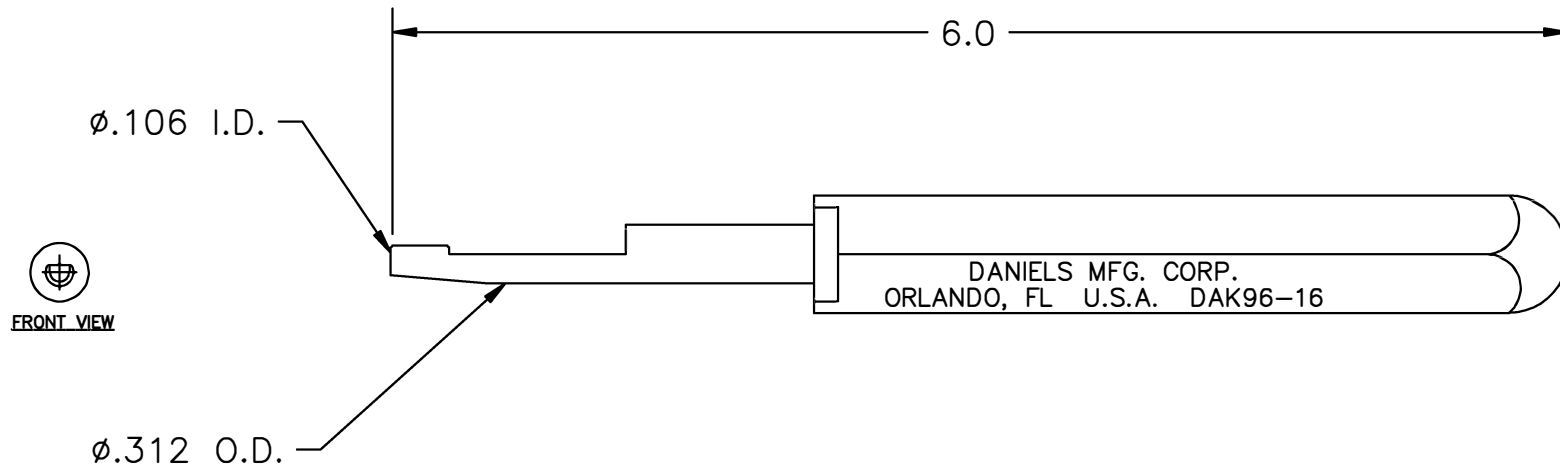 6.0
ø.106 I.D.
DANIELS MFG. CORP.
ORLANDO, FL U.S.A. DAK96-16
FRONT VIEW
ø.312 O.D.